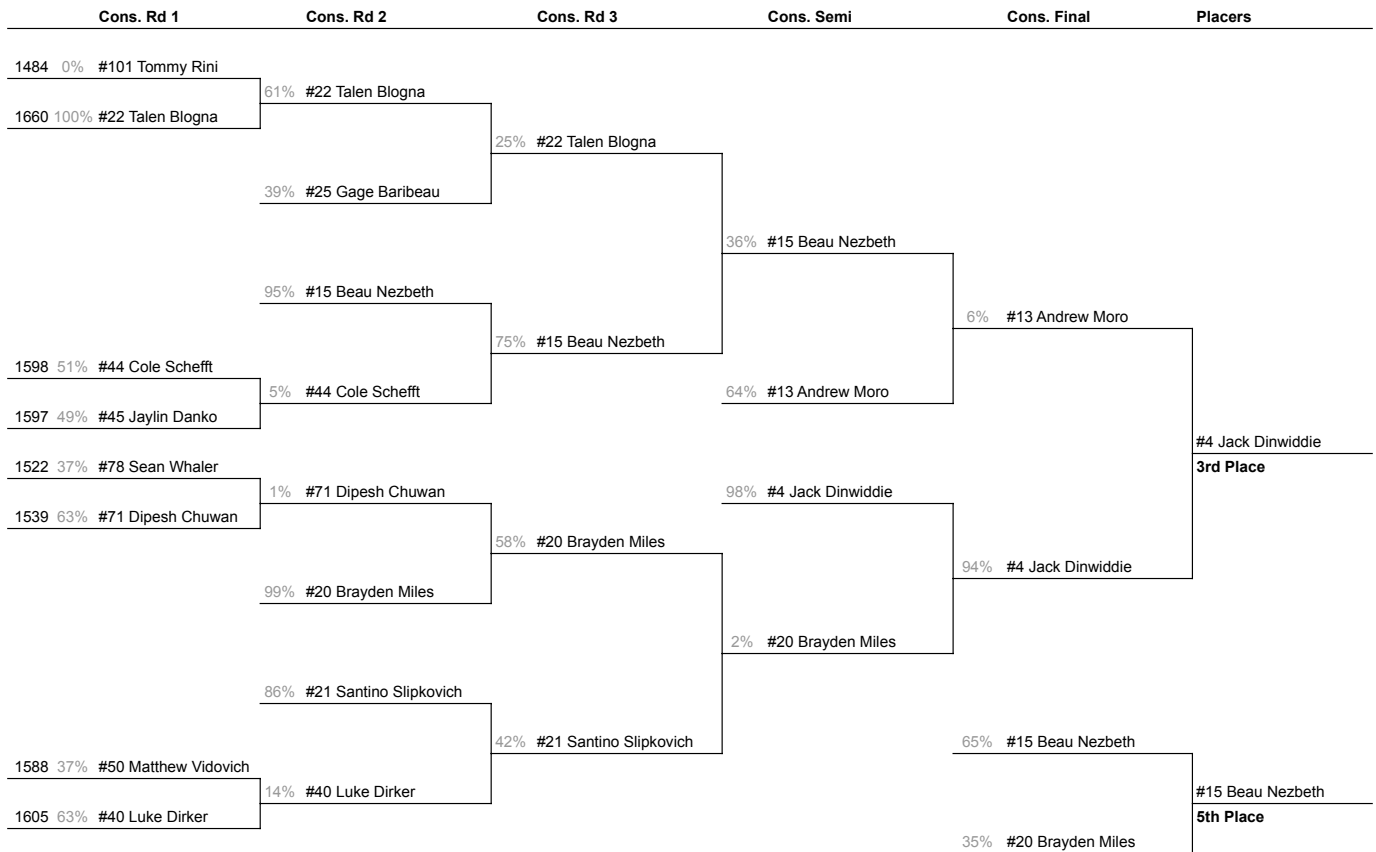 Cons. Rd 1 Cons. Rd 2 Cons. Rd 3 Cons. Semi Cons. Final Placers
1484 0% #101 Tommy Rini
61% #22 Talen Blogna
1660 100% #22 Talen Blogna
25% #22 Talen Blogna
39% #25 Gage Baribeau
36% #15 Beau Nezbeth
95% #15 Beau Nezbeth
6% #13 Andrew Moro
75% #15 Beau Nezbeth
1598 51% #44 Cole Schefft
5% #44 Cole Schefft
64% #13 Andrew Moro
1597 49% #45 Jaylin Danko
#4 Jack Dinwiddie
3rd Place
1522 37% #78 Sean Whaler
1% #71 Dipesh Chuwan
98% #4 Jack Dinwiddie
1539 63% #71 Dipesh Chuwan
58% #20 Brayden Miles
94% #4 Jack Dinwiddie
99% #20 Brayden Miles
2% #20 Brayden Miles
86% #21 Santino Slipkovich
42% #21 Santino Slipkovich
65% #15 Beau Nezbeth
1588 37% #50 Matthew Vidovich
14% #40 Luke Dirker
#15 Beau Nezbeth
5th Place
1605 63% #40 Luke Dirker
35% #20 Brayden Miles